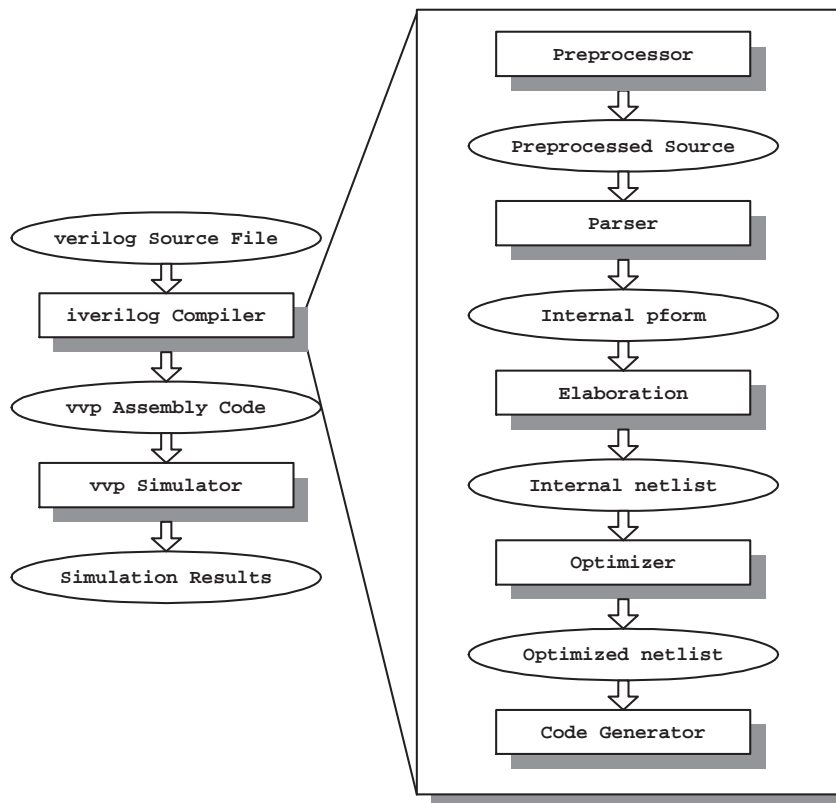 verilog Source File
iverilog Compiler
vvp Assembly Code
vvp Simulator
Simulation Results
Preprocessor
Preprocessed Source
Parser
Internal pform
Elaboration
Internal netlist
Optimizer
Optimized netlist
Code Generator